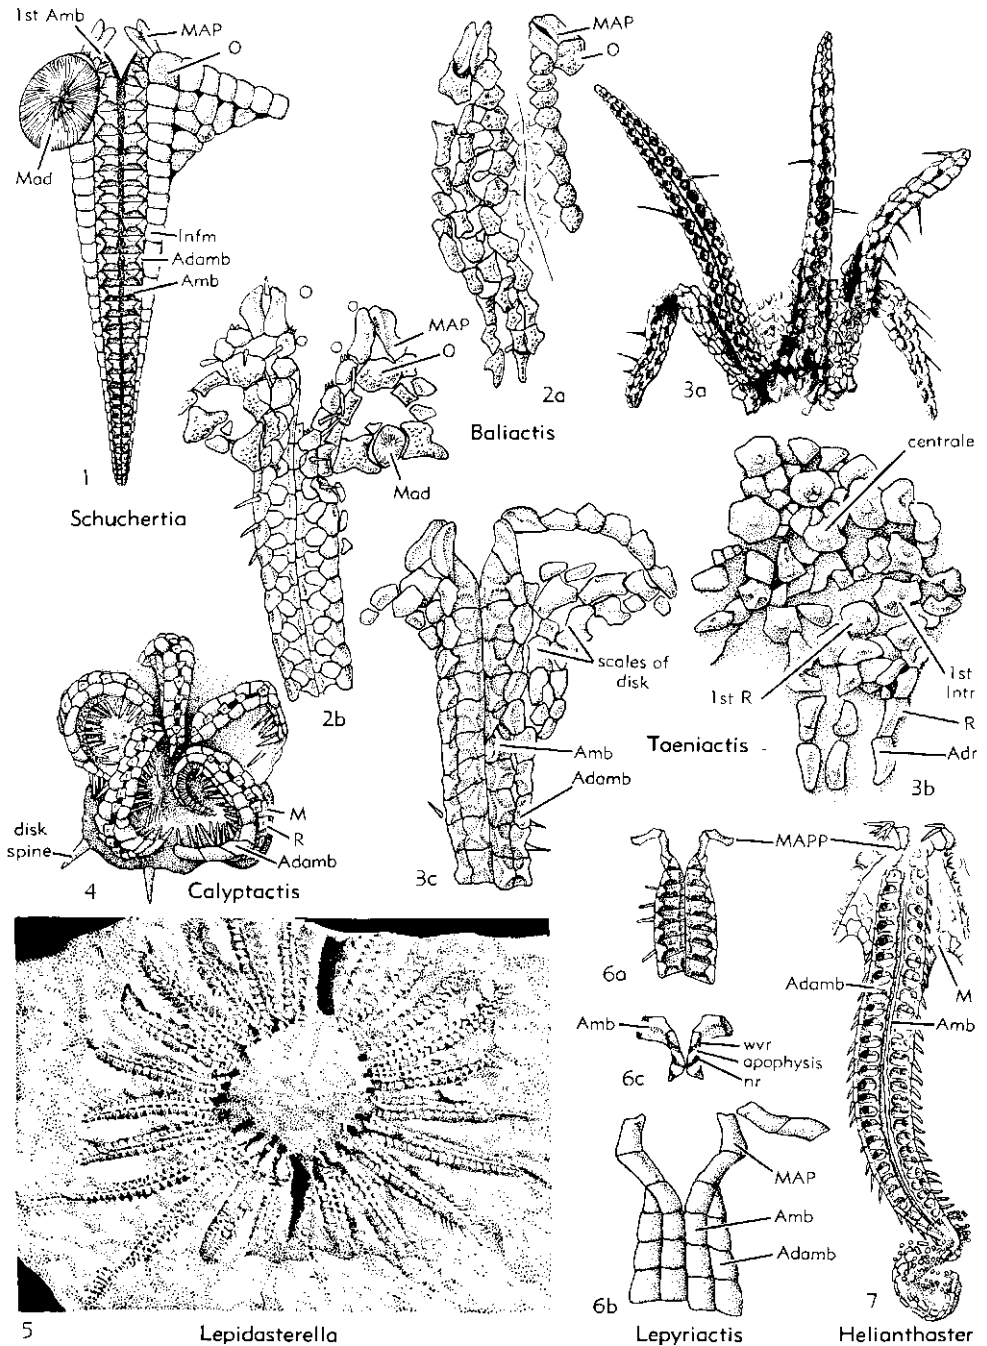 1st Amb
MAP
O
Mad
Infm
Adamb
Amb
1
Schuchertia
MAP
O
2a
Baliactis
3a
O
O
O
MAP
O
Mad
2b
centrale
1st R
1st
Intr
R
Adr
3b
Taeniactis
scales of
disk
Amb
Adamb
3c
disk
spine
M
R
Adamb
4
Calyptactis
5
Lepidasterella
MAPP
6a
Amb
wvr
apophysis
nr
6c
MAP
Amb
Adamb
6b
Lepyriactis
Adamb
M
Amb
7
Helianthaster